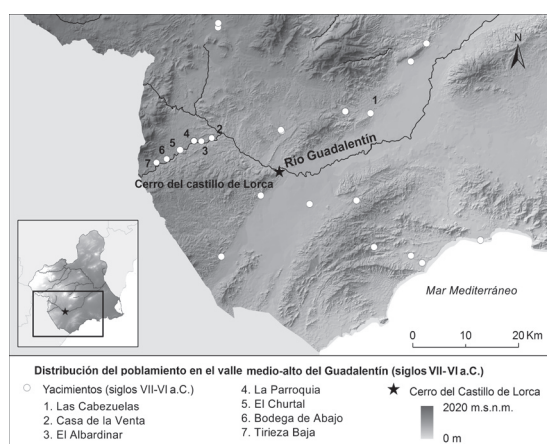 N
1
2
3
4
5
6
7
Río Guadalentín
Cerro del castillo de Lorca
Mar Mediterráneo
0 10 20 Km
Distribución del poblamiento en el valle medio-alto del Guadalentín (siglos VII-VI a.C.)
Yacimientos (siglos VII-VI a.C.)
1. Las Cabezuelas
2. Casa de la Venta
3. El Albardinar
4. La Parroquia
5. El Churtal
6. Bodega de Abajo
7. Tirieza Baja
Cerro del Castillo de Lorca
2020 m.s.n.m.
0 m